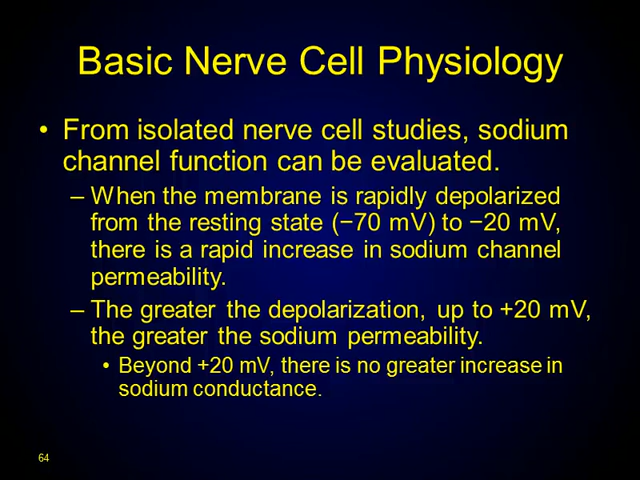 Basic Nerve Cell Physiology
• From isolated nerve cell studies, sodium
channel function can be evaluated.
– When the membrane is rapidly depolarized
from the resting state (−70 mV) to −20 mV,
there is a rapid increase in sodium channel
permeability.
– The greater the depolarization, up to +20 mV,
the greater the sodium permeability.
• Beyond +20 mV, there is no greater increase in
sodium conductance.
64